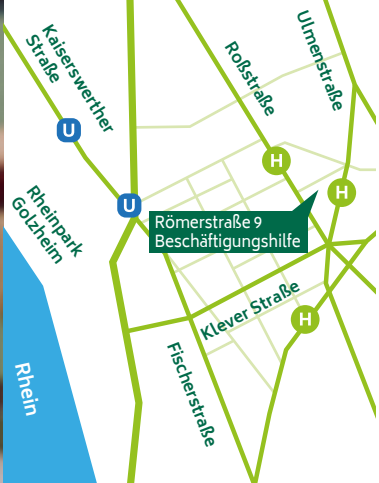 Kaiserswerther
Straße
Roßstraße
Ulmenstraße
U
H
H
U
Rheinpark
Golzheim
Römerstraße 9
Beschäftigungshilfe
Klever Straße
H
Fischerstraße
Rhein